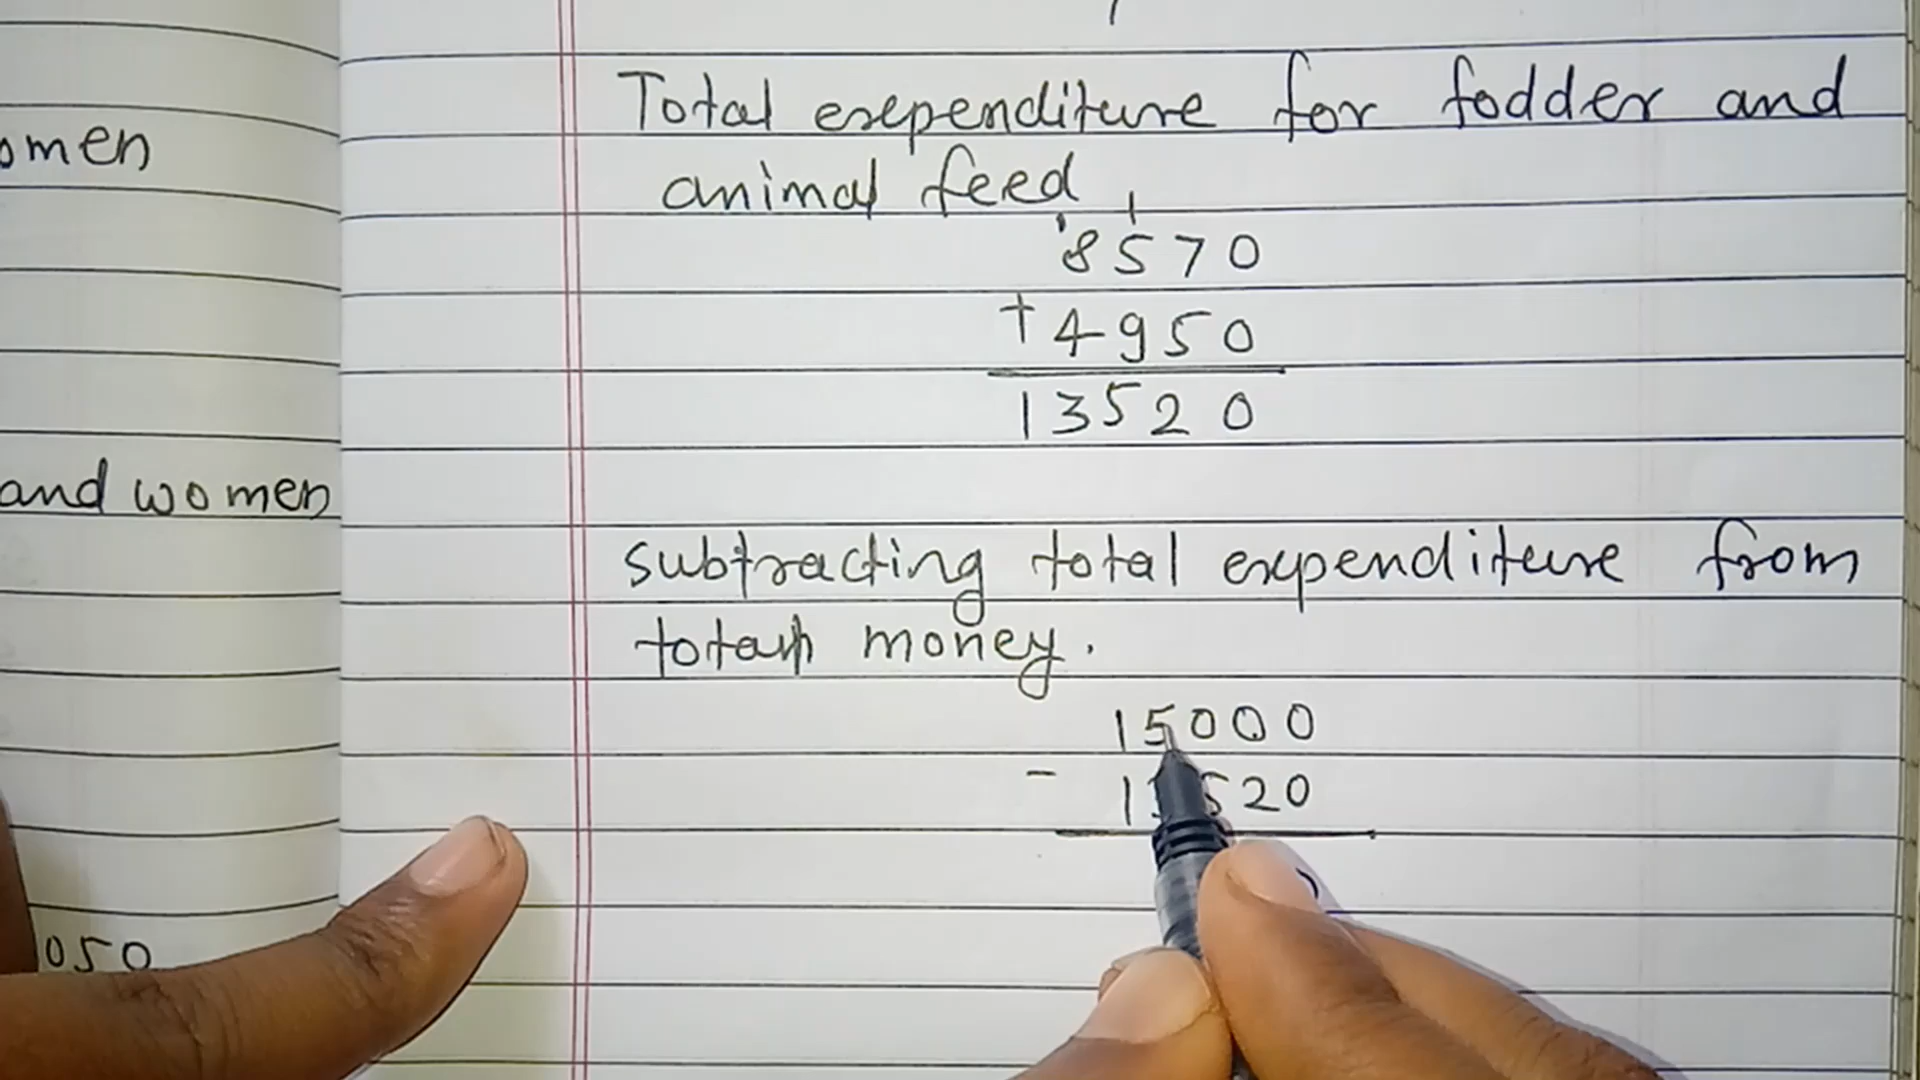 omen
and women
050
Total expenditure for fodder and
animal feed,
8570
+ 4950
13520
subtracting total expenditure from
total money.
15000
- 13520